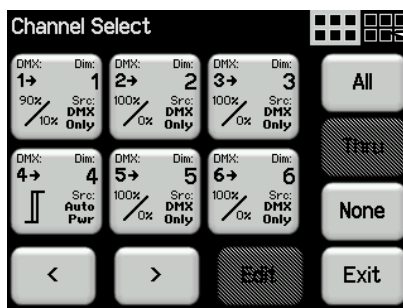 Channel Select
DMX: Dim: DMX: Dim: DMX: Dim: All
1→ 1 2→ 2 3→ 3
90% Src: 100% Src: 100% Src:
DMX DMX DMX
10% Only 0% Only 0% Only
Thru
DMX: Dim: DMX: Dim: DMX: Dim:
4→ 4 5→ 5 6→ 6
Src: 100% Src: 100% Src:
Auto DMX DMX
Pwr 0% Only 0% Only
None
< > Edit Exit